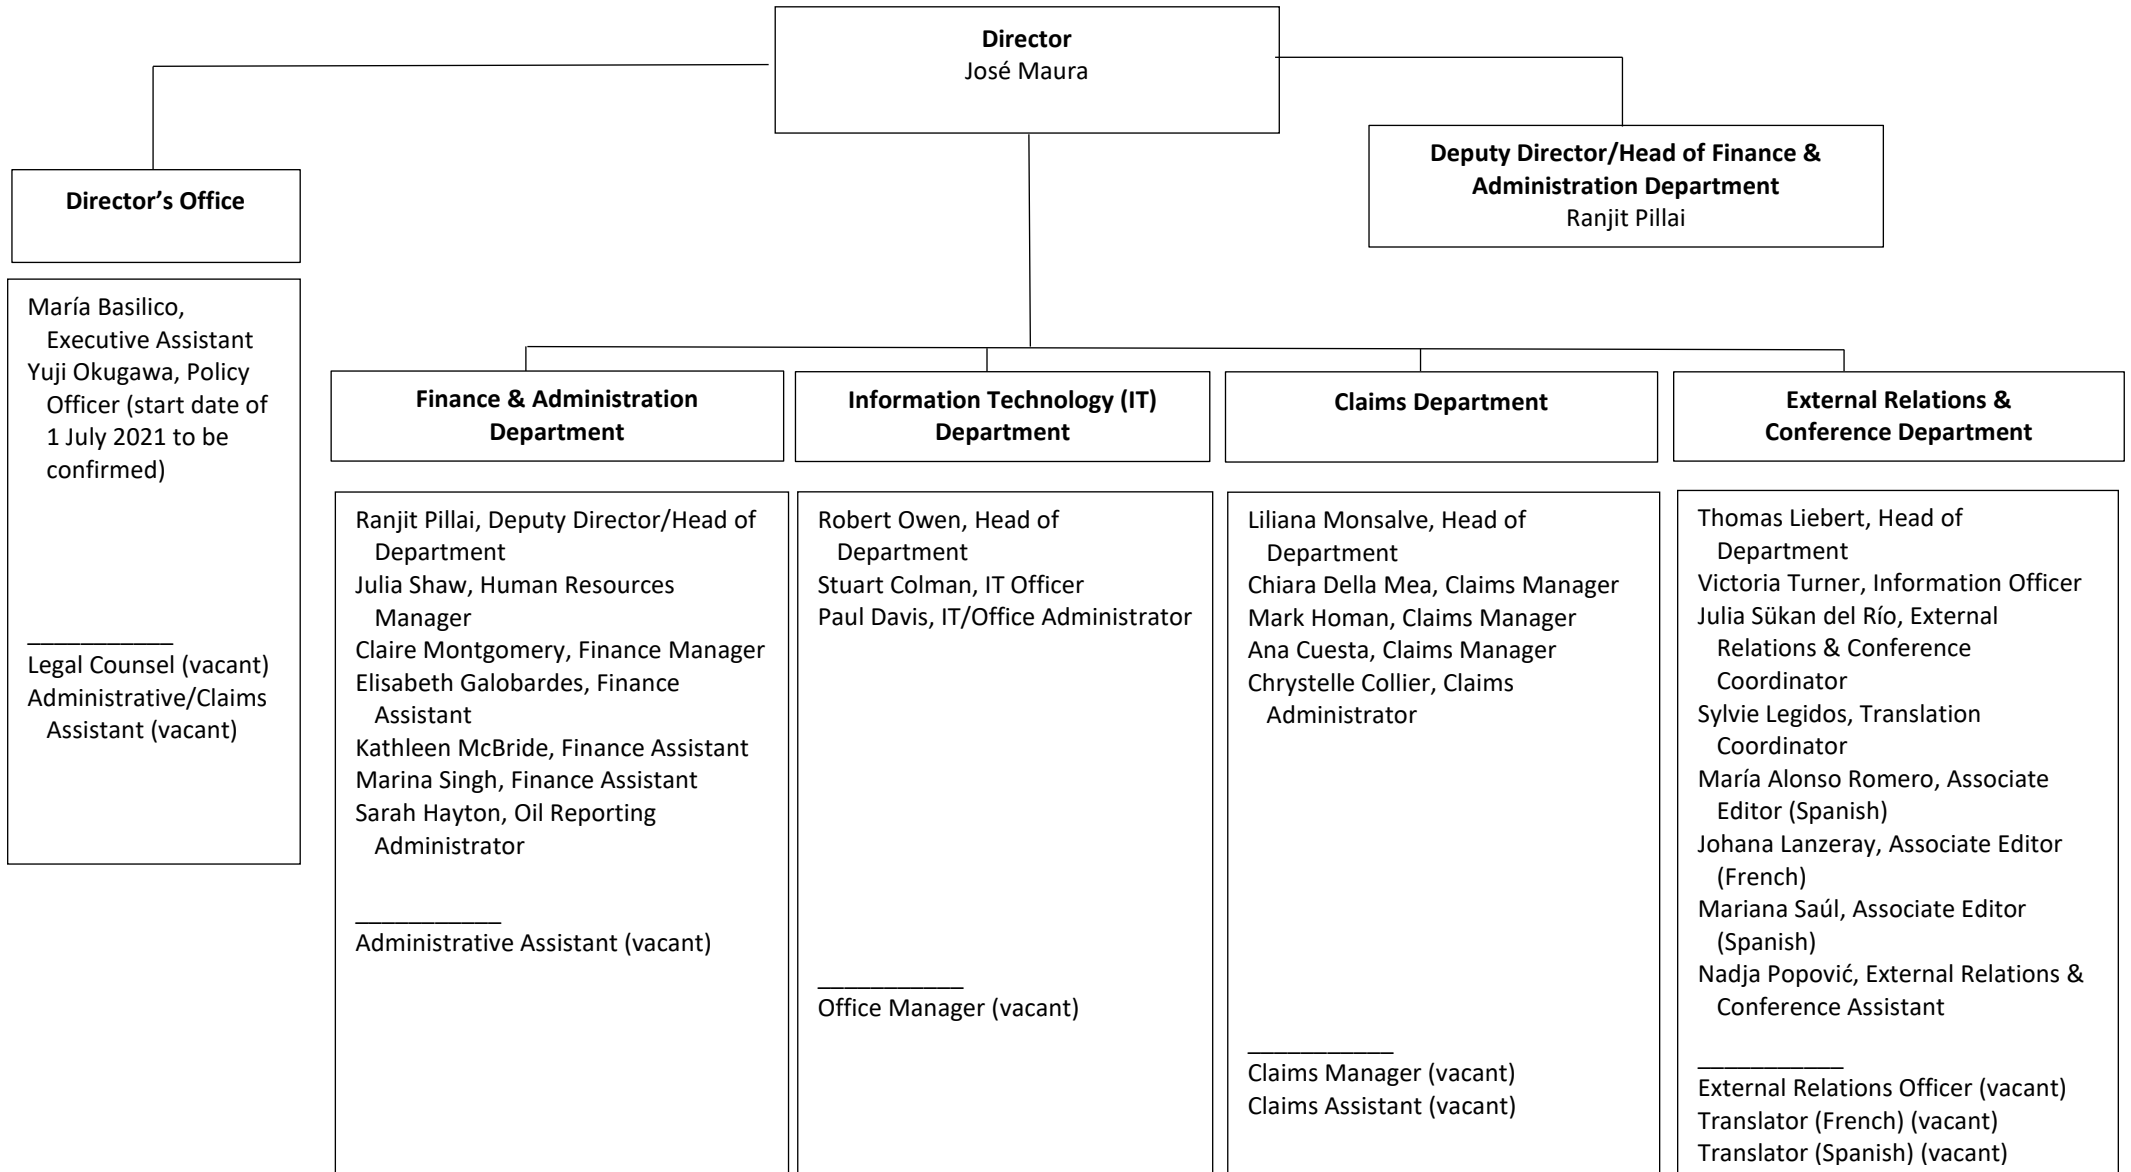 Director
José Maura
Deputy Director/Head of Finance &
Administration Department
Ranjit Pillai
Director’s Office
María Basilico,
Executive Assistant
Yuji Okugawa, Policy
Officer (start date of
1 July 2021 to be
confirmed)
___________
Legal Counsel (vacant)
Administrative/Claims
Assistant (vacant)
Finance & Administration
Department
Ranjit Pillai, Deputy Director/Head of
Department
Julia Shaw, Human Resources
Manager
Claire Montgomery, Finance Manager
Elisabeth Galobardes, Finance
Assistant
Kathleen McBride, Finance Assistant
Marina Singh, Finance Assistant
Sarah Hayton, Oil Reporting
Administrator
___________
Administrative Assistant (vacant)
Information Technology (IT)
Department
Robert Owen, Head of
Department
Stuart Colman, IT Officer
Paul Davis, IT/Office Administrator
___________
Office Manager (vacant)
Claims Department
Liliana Monsalve, Head of
Department
Chiara Della Mea, Claims Manager
Mark Homan, Claims Manager
Ana Cuesta, Claims Manager
Chrystelle Collier, Claims
Administrator
___________
Claims Manager (vacant)
Claims Assistant (vacant)
External Relations &
Conference Department
Thomas Liebert, Head of
Department
Victoria Turner, Information Officer
Julia Sükan del Río, External
Relations & Conference
Coordinator
Sylvie Legidos, Translation
Coordinator
María Alonso Romero, Associate
Editor (Spanish)
Johana Lanzeray, Associate Editor
(French)
Mariana Saúl, Associate Editor
(Spanish)
Nadja Popović, External Relations &
Conference Assistant
___________
External Relations Officer (vacant)
Translator (French) (vacant)
Translator (Spanish) (vacant)